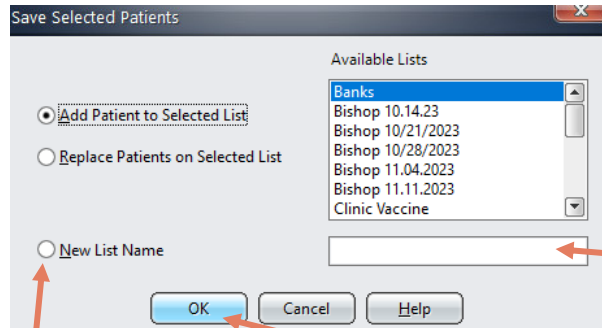 Save Selected Patients
Available Lists
Add Patient to Selected List
Replace Patients on Selected List
Banks
Bishop 10.14.23
Bishop 10/21/2023
Bishop 10/28/2023
Bishop 11.04.2023
Bishop 11.11.2023
Clinic Vaccine
New List Name
OK Cancel Help